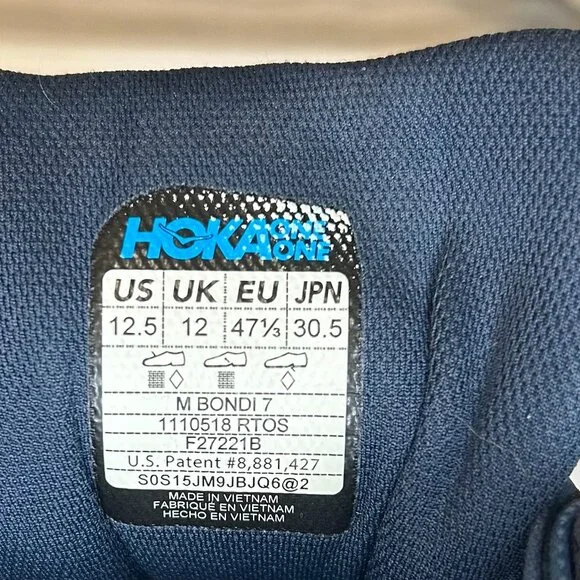 HOKA ONE ONE
US UK EU JPN
12.5 12 47⅓ 30.5
M BONDI 7
1110518 RTOS
F27221B
U.S. Patent #8,881,427
S0S15JM9JBJQ6@2
MADE IN VIETNAM
FABRIQUÉ EN VIETNAM
HECHO EN VIETNAM